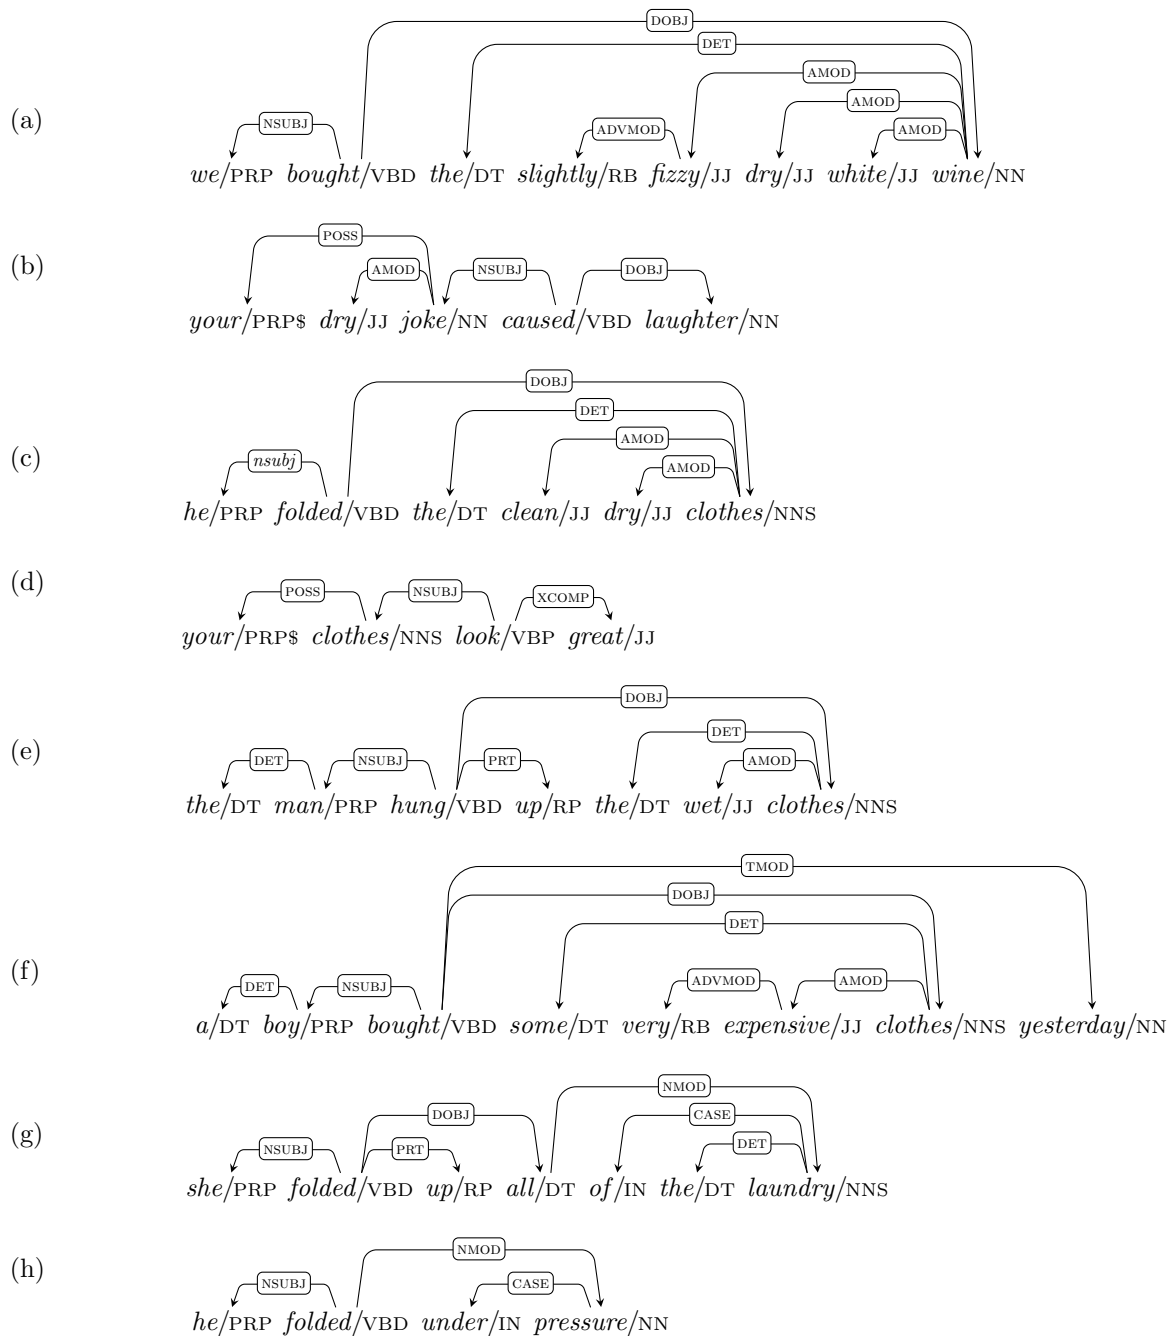 DOBJ
DET
AMOD
AMOD
(a) NSUBJ ADVMOD AMOD
we/PRP bought/VBD the/DT slightly/RB fizzy/JJ dry/JJ white/JJ wine/NN
POSS
(b) AMOD NSUBJ DOBJ
your/PRP$ dry/JJ joke/NN caused/VBD laughter/NN
DOBJ
DET
AMOD
(c) nsubj AMOD
he/PRP folded/VBD the/DT clean/JJ dry/JJ clothes/NNS
(d) POSS NSUBJ XCOMP
your/PRP$ clothes/NNS look/VBP great/JJ
DOBJ
DET
(e) DET NSUBJ PRT AMOD
the/DT man/PRP hung/VBD up/RP the/DT wet/JJ clothes/NNS
TMOD
DOBJ
DET
(f) DET NSUBJ ADVMOD AMOD
a/DT boy/PRP bought/VBD some/DT very/RB expensive/JJ clothes/NNS yesterday/NN
NMOD
DOBJ CASE
(g) NSUBJ PRT DET
she/PRP folded/VBD up/RP all/DT of/IN the/DT laundry/NNS
NMOD
(h) NSUBJ CASE
he/PRP folded/VBD under/IN pressure/NN